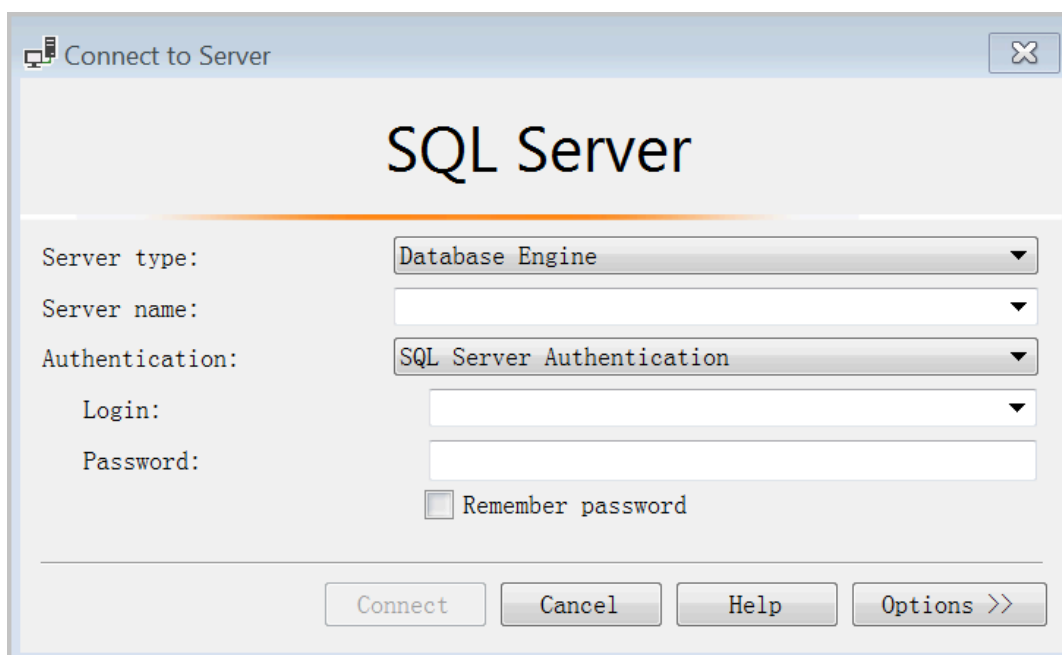 Connect to Server
SQL Server
Server type: Database Engine
Server name:
Authentication: SQL Server Authentication
Login:
Password:
Remember password
Connect Cancel Help Options >>